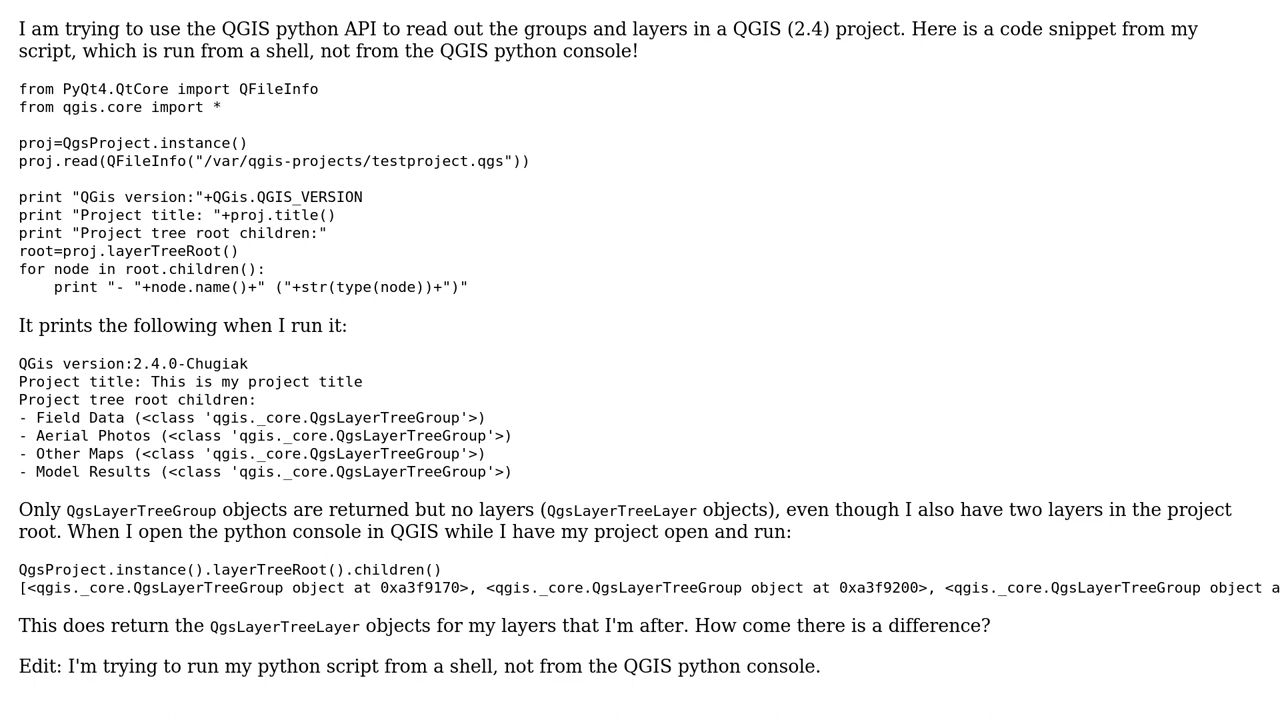 I am trying to use the QGIS python API to read out the groups and layers in a QGIS (2.4) project. Here is a code snippet from my
script, which is run from a shell, not from the QGIS python console!
from PyQt4.QtCore import QFileInfo
from qgis.core import *
proj=QgsProject.instance()
proj.read(QFileInfo("/var/qgis-projects/testproject.qgs"))
print "QGis version:"+QGis.QGIS_VERSION
print "Project title: "+proj.title()
print "Project tree root children:"
root=proj.layerTreeRoot()
for node in root.children():
    print "- "+node.name()+" ("+str(type(node))+")"
It prints the following when I run it:
QGis version:2.4.0-Chugiak
Project title: This is my project title
Project tree root children:
- Field Data (<class 'qgis._core.QgsLayerTreeGroup'>)
- Aerial Photos (<class 'qgis._core.QgsLayerTreeGroup'>)
- Other Maps (<class 'qgis._core.QgsLayerTreeGroup'>)
- Model Results (<class 'qgis._core.QgsLayerTreeGroup'>)
Only QgsLayerTreeGroup objects are returned but no layers (QgsLayerTreeLayer objects), even though I also have two layers in the project
root. When I open the python console in QGIS while I have my project open and run:
QgsProject.instance().layerTreeRoot().children()
[<qgis._core.QgsLayerTreeGroup object at 0xa3f9170>, <qgis._core.QgsLayerTreeGroup object at 0xa3f9200>, <qgis._core.QgsLayerTreeGroup object a
This does return the QgsLayerTreeLayer objects for my layers that I'm after. How come there is a difference?
Edit: I'm trying to run my python script from a shell, not from the QGIS python console.